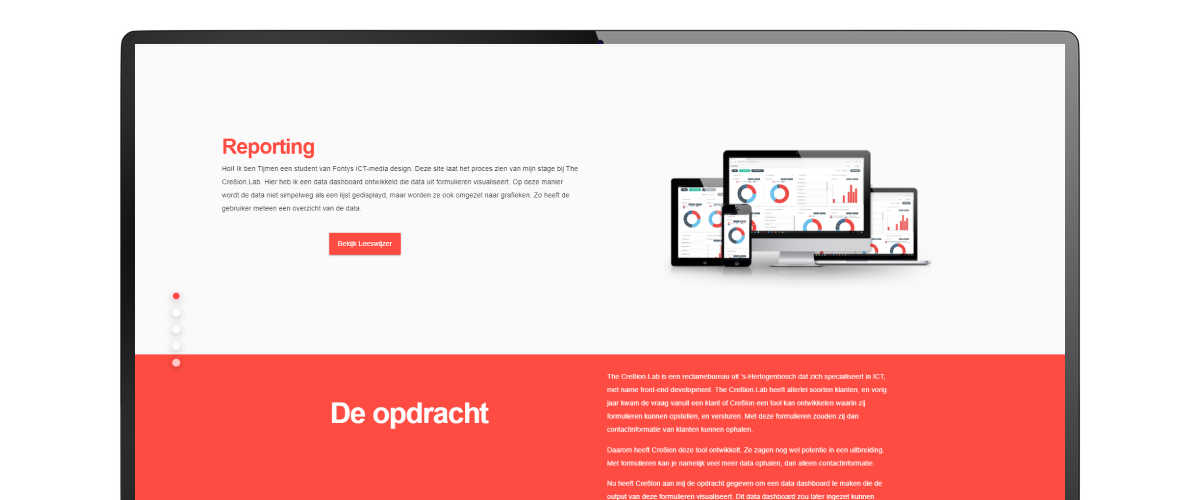 Reporting
Hoi! Ik ben Tijmen een student van Fontys ICT-media design. Deze site laat het proces zien van mijn stage bij The
Cre8ion.Lab. Hier heb ik een data dashboard ontwikkeld die data uit formulieren visualiseert. Op deze manier
wordt de data niet simpelweg als een lijst gedisplayd, maar worden ze ook omgezet naar grafieken. Zo heeft de
gebruiker meteen een overzicht van de data.
Bekijk Leeswijzer
De opdracht
The Cre8ion.Lab is een reclamebureau uit 's-Hertogenbosch dat zich specialiseert in ICT,
met name front-end development. The Cre8ion.Lab heeft allerlei soorten klanten, en vorig
jaar kwam de vraag vanuit een klant of Cre8ion een tool kan ontwikkelen waarin zij
formulieren kunnen opstellen, en versturen. Met deze formulieren zouden zij dan
contactinformatie van klanten kunnen ophalen.
Daarom heeft Cre8ion deze tool ontwikkelt. Ze zagen nog wel potentie in een uitbreiding.
Met formulieren kan je namelijk veel meer data ophalen, dan alleen contactinformatie.
Nu heeft Cre8ion aan mij de opdracht gegeven om een data dashboard te maken die de
output van deze formulieren visualiseert. Dit data dashboard zou later ingezet kunnen